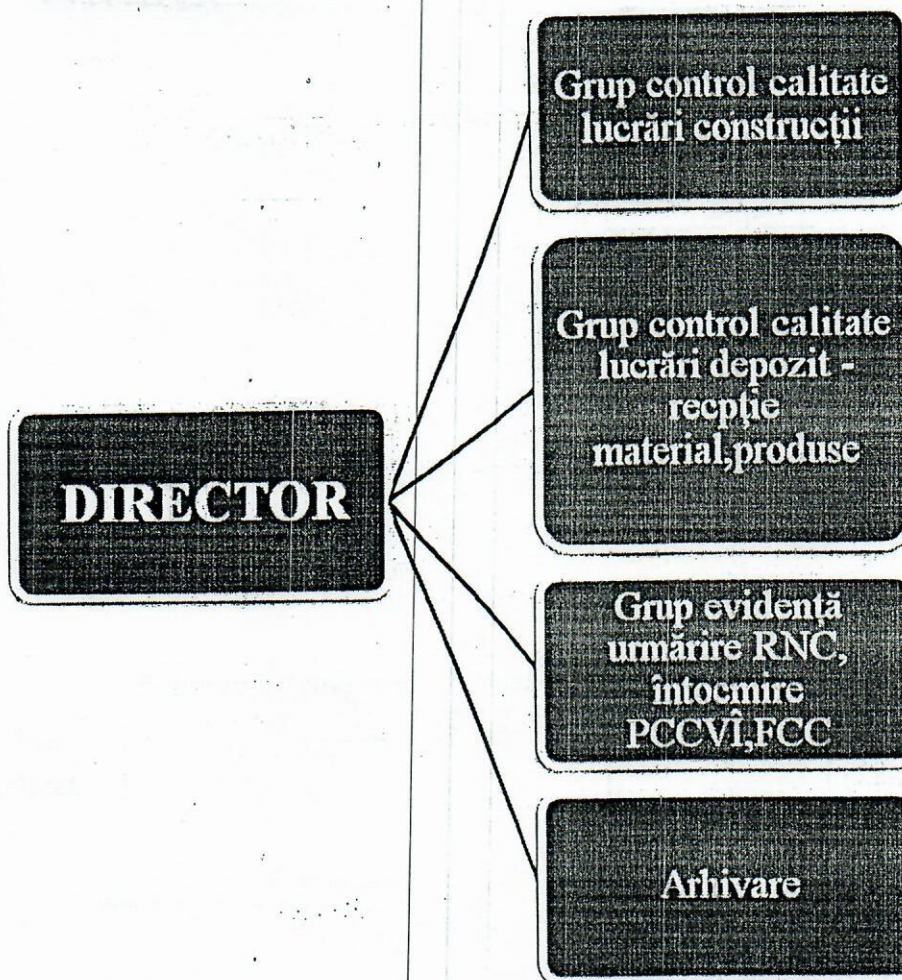 Grup control calitate
lucrări construcții
Grup control calitate
lucrări depozit -
recpție
material,produse
DIRECTOR
Grup evidență
urmărire RNC,
întocmire
PCCVÎ,FCC
Arhivare